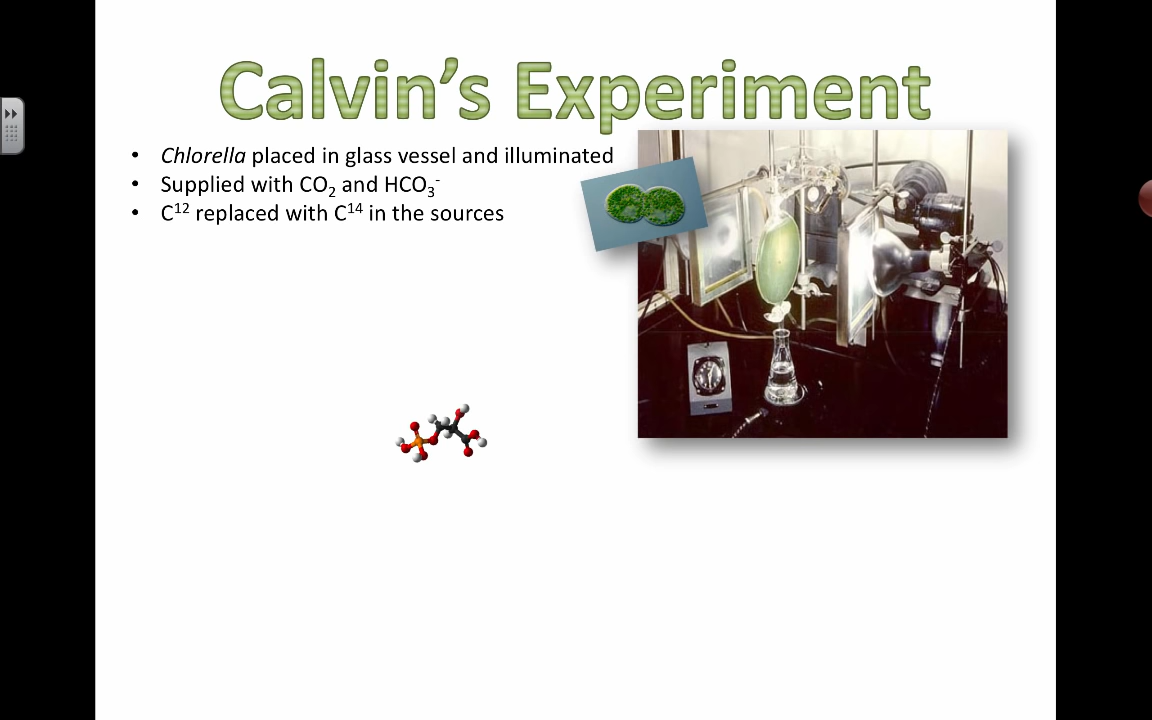 Calvin's Experiment
• Chlorella placed in glass vessel and illuminated
• Supplied with CO₂ and HCO₃⁻
• C¹² replaced with C¹⁴ in the sources